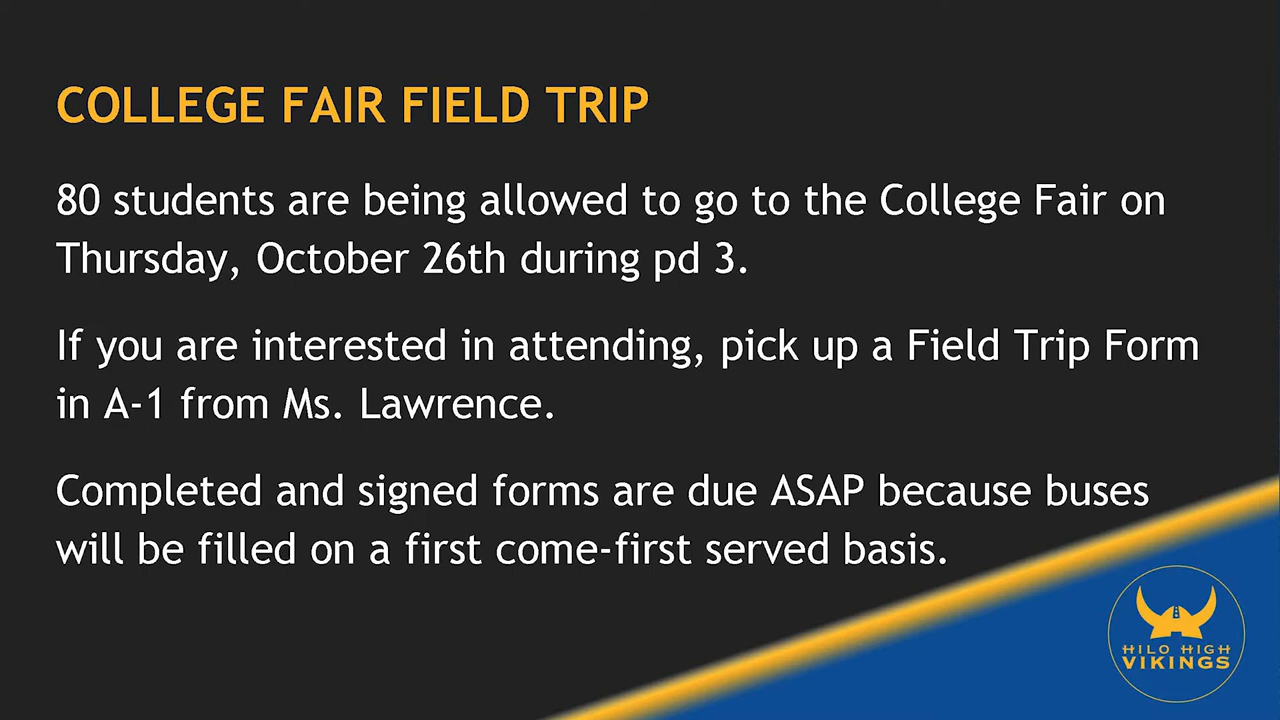 COLLEGE FAIR FIELD TRIP
80 students are being allowed to go to the College Fair on
Thursday, October 26th during pd 3.
If you are interested in attending, pick up a Field Trip Form
in A-1 from Ms. Lawrence.
Completed and signed forms are due ASAP because buses
will be filled on a first come-first served basis.
HILO HIGH
VIKINGS